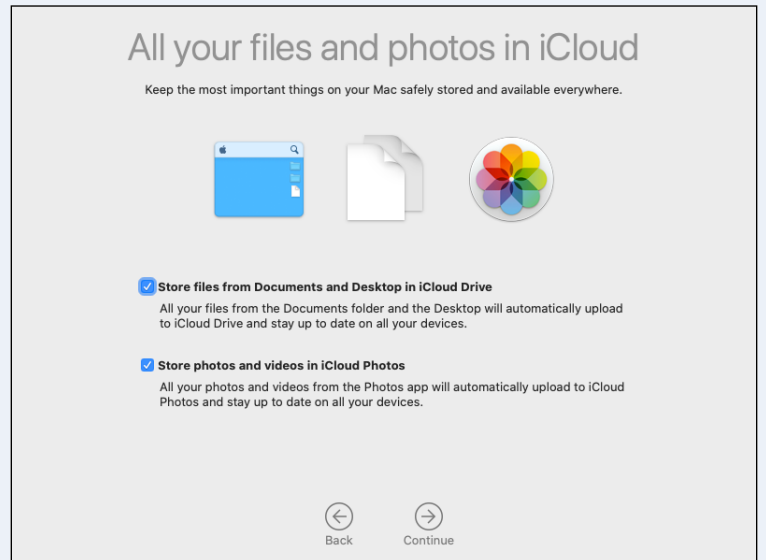 All your files and photos in iCloud
Keep the most important things on your Mac safely stored and available everywhere.
Store files from Documents and Desktop in iCloud Drive
All your files from the Documents folder and the Desktop will automatically upload
to iCloud Drive and stay up to date on all your devices.
Store photos and videos in iCloud Photos
All your photos and videos from the Photos app will automatically upload to iCloud
Photos and stay up to date on all your devices.
Back
Continue